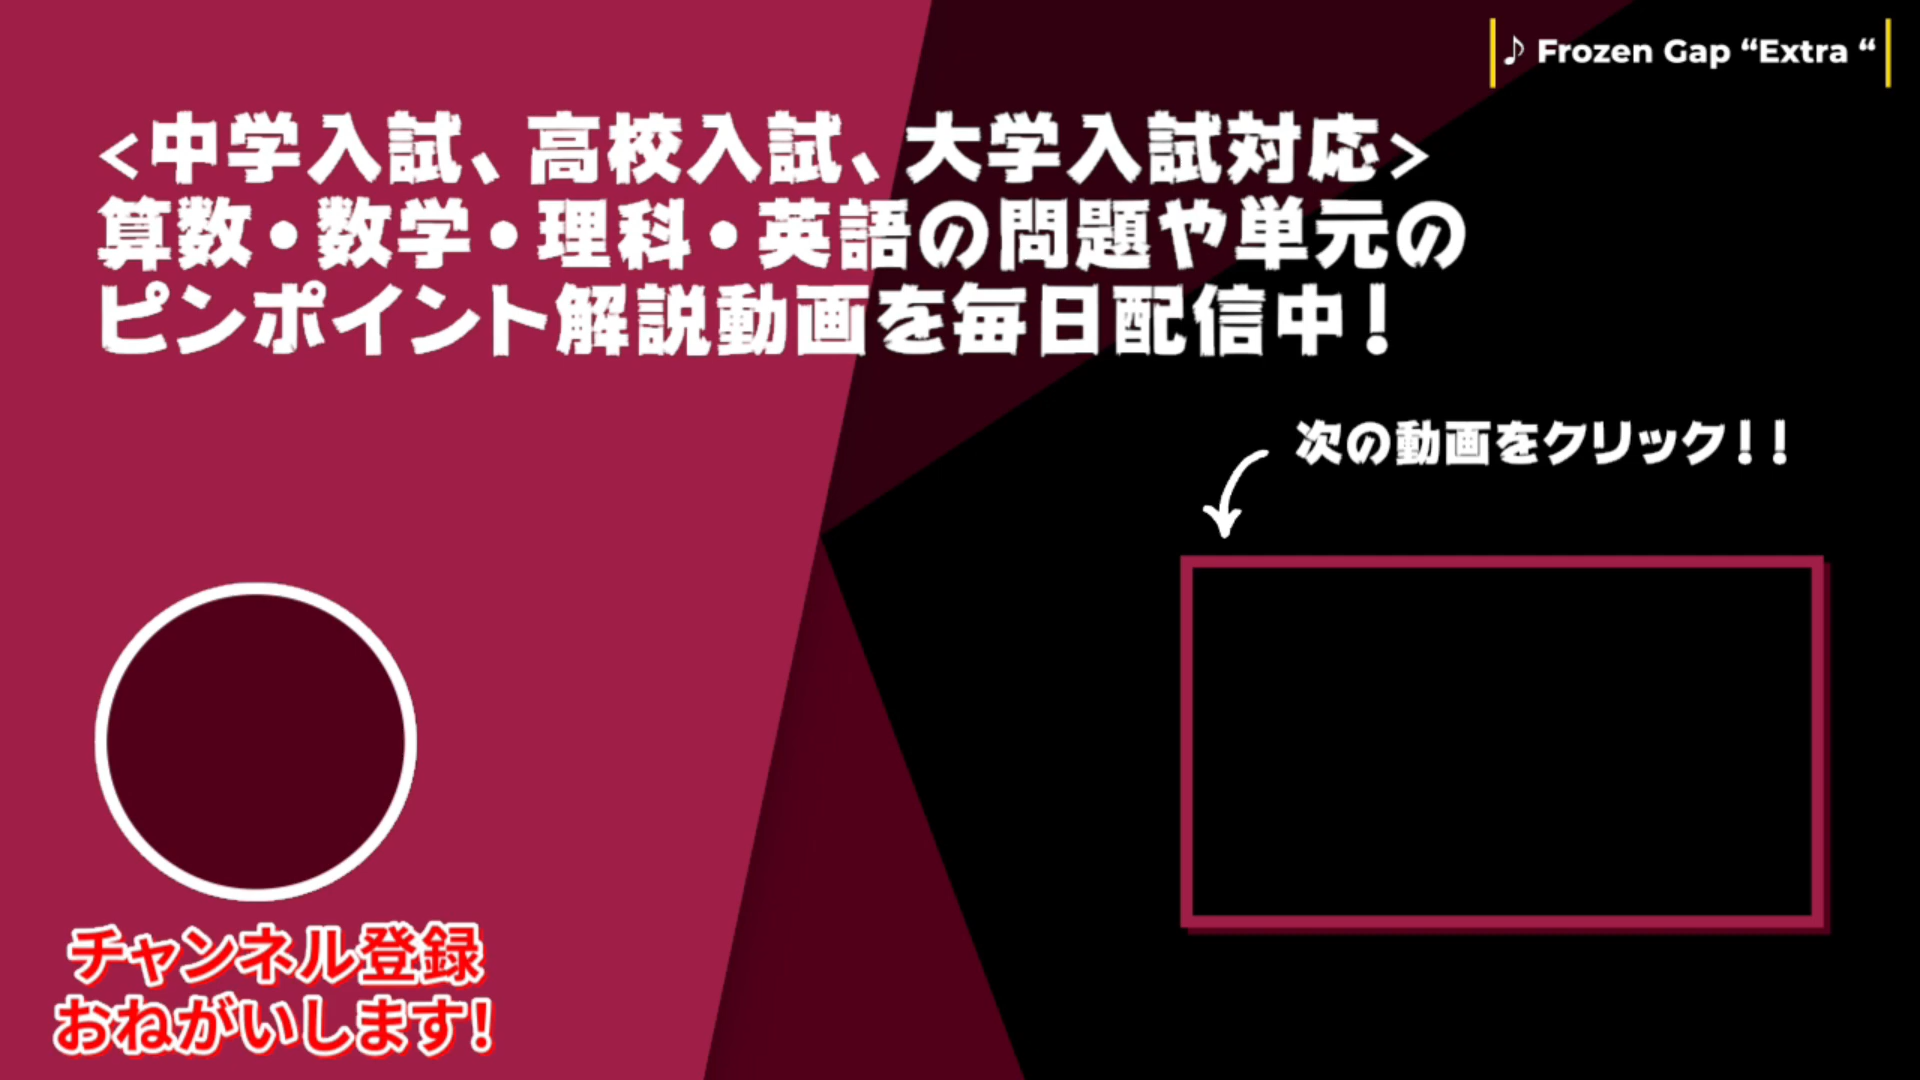 ♪ Frozen Gap “Extra “
<中学入試、高校入試、大学入試対応>
算数・数学・理科・英語の問題や単元の
ピンポイント解説動画を毎日配信中！
次の動画をクリック！！
チャンネル登録
おねがいします！